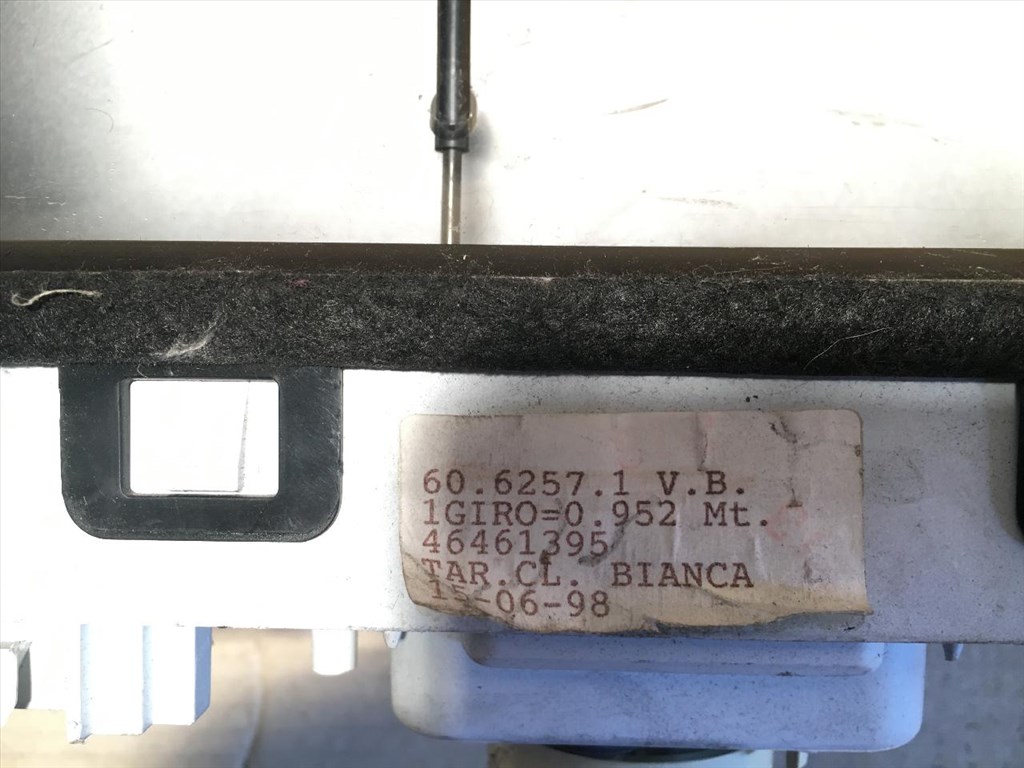 60.6257.1 V.B.
1GIRO=0.952 Mt.
46461395
TAR.CL. BIANCA
-06-98